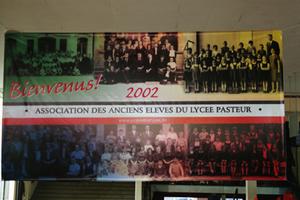 Bienvenus!
2002
• ASSOCIATION DES ANCIENS ELEVES DU LYCEE PASTEUR •